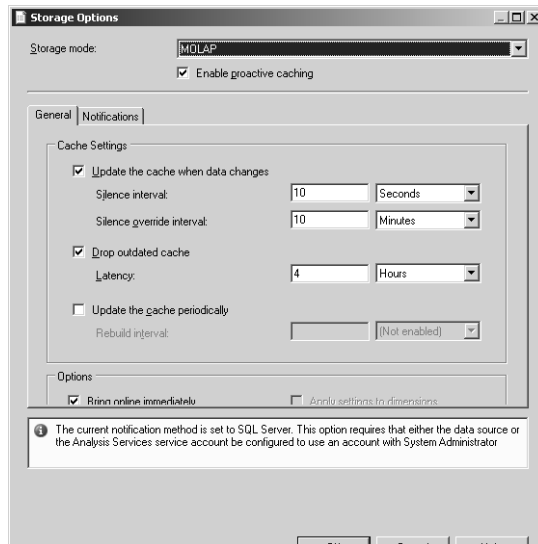 Storage Options
Storage mode:
MOLAP
Enable proactive caching
General
Notifications
Cache Settings
Update the cache when data changes
Silence interval:
10
Seconds
Silence override interval:
10
Minutes
Drop outdated cache
Latency:
4
Hours
Update the cache periodically
Rebuild interval:
(Not enabled)
Options
Bring online immediately
Apply settings to dimensions
The current notification method is set to SQL Server. This option requires that either the data source or
the Analysis Services service account be configured to use an account with System Administrator